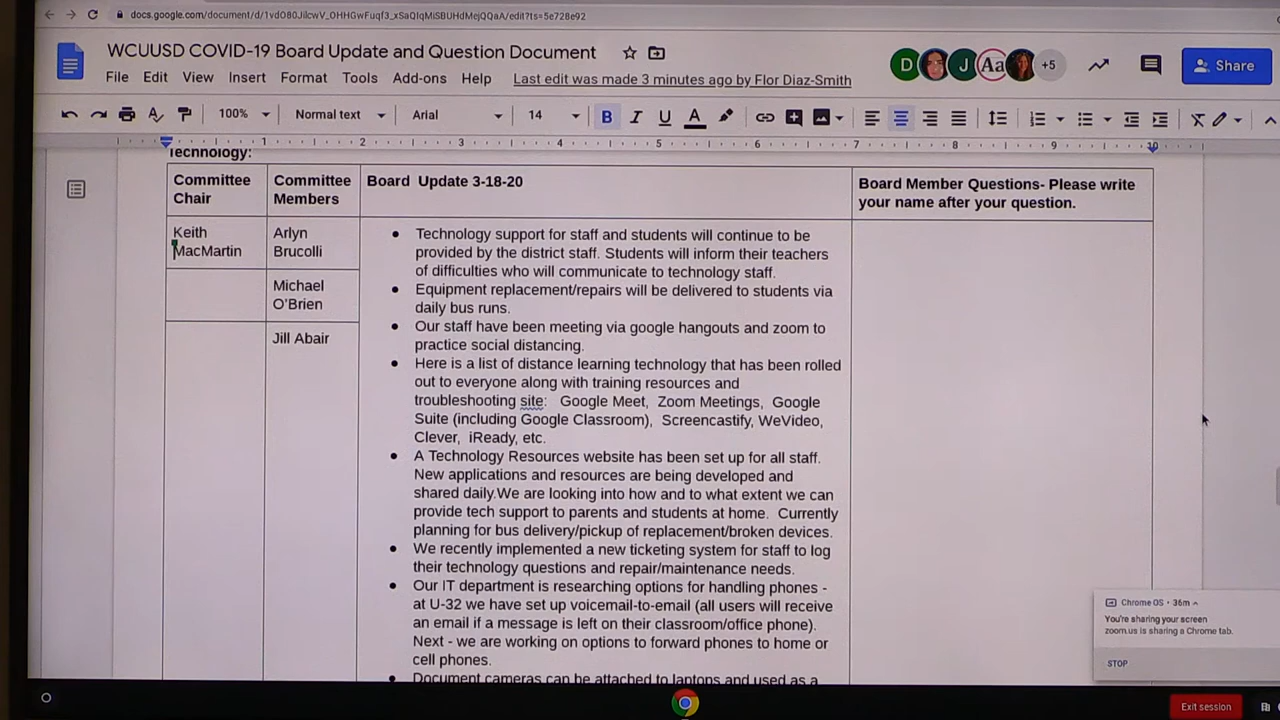 docs.google.com/document/d/1vdO80JilcwV_OHHGwFuqf3_xSaQIqMiSBUHdMejQQaA/edit?ts=5e728e92
WCUUSD COVID-19 Board Update and Question Document
D J Aa +5 Share
File Edit View Insert Format Tools Add-ons Help Last edit was made 3 minutes ago by Flor Diaz-Smith
100% Normal text Arial 14 B I U A
1 2 3 4 5 6 7 8 9 10
Technology:
Committee Chair
Committee Members
Board Update 3-18-20
Board Member Questions- Please write
your name after your question.
Keith
MacMartin
Arlyn
Brucolli
Michael
O'Brien
Jill Abair
● Technology support for staff and students will continue to be
provided by the district staff. Students will inform their teachers
of difficulties who will communicate to technology staff.
● Equipment replacement/repairs will be delivered to students via
daily bus runs.
● Our staff have been meeting via google hangouts and zoom to
practice social distancing.
● Here is a list of distance learning technology that has been rolled
out to everyone along with training resources and
troubleshooting site: Google Meet, Zoom Meetings, Google
Suite (including Google Classroom), Screencastify, WeVideo,
Clever, iReady, etc.
● A Technology Resources website has been set up for all staff.
New applications and resources are being developed and
shared daily.We are looking into how and to what extent we can
provide tech support to parents and students at home. Currently
planning for bus delivery/pickup of replacement/broken devices.
● We recently implemented a new ticketing system for staff to log
their technology questions and repair/maintenance needs.
● Our IT department is researching options for handling phones -
at U-32 we have set up voicemail-to-email (all users will receive
an email if a message is left on their classroom/office phone).
Next - we are working on options to forward phones to home or
cell phones.
● Document cameras can be attached to laptops and used as a
Chrome OS • 36m
You're sharing your screen
zoom.us is sharing a Chrome tab.
STOP
Exit session